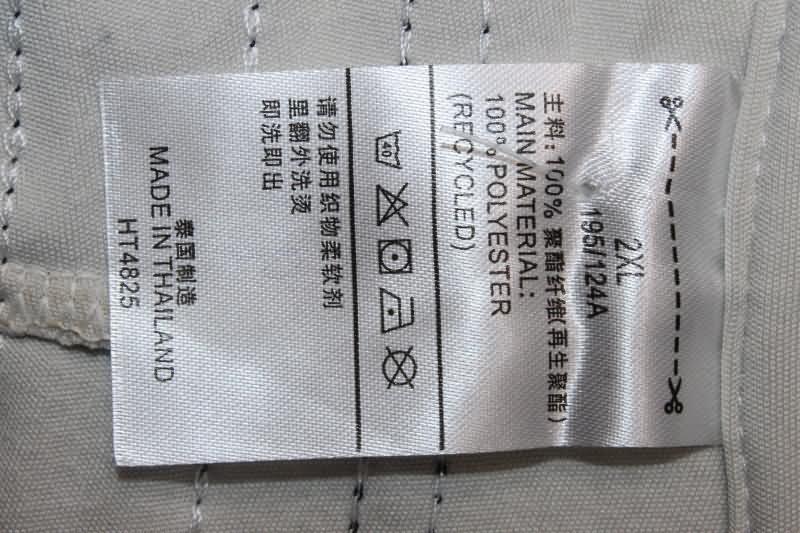 2XL
195/124A
主料: 100% 聚酯纤维(再生聚酯)
MAIN MATERIAL:
100% POLYESTER
(RECYCLED)
40
请勿使用织物柔软剂
里翻外洗烫
即洗即出
泰国制造
MADE IN THAILAND
HT4825